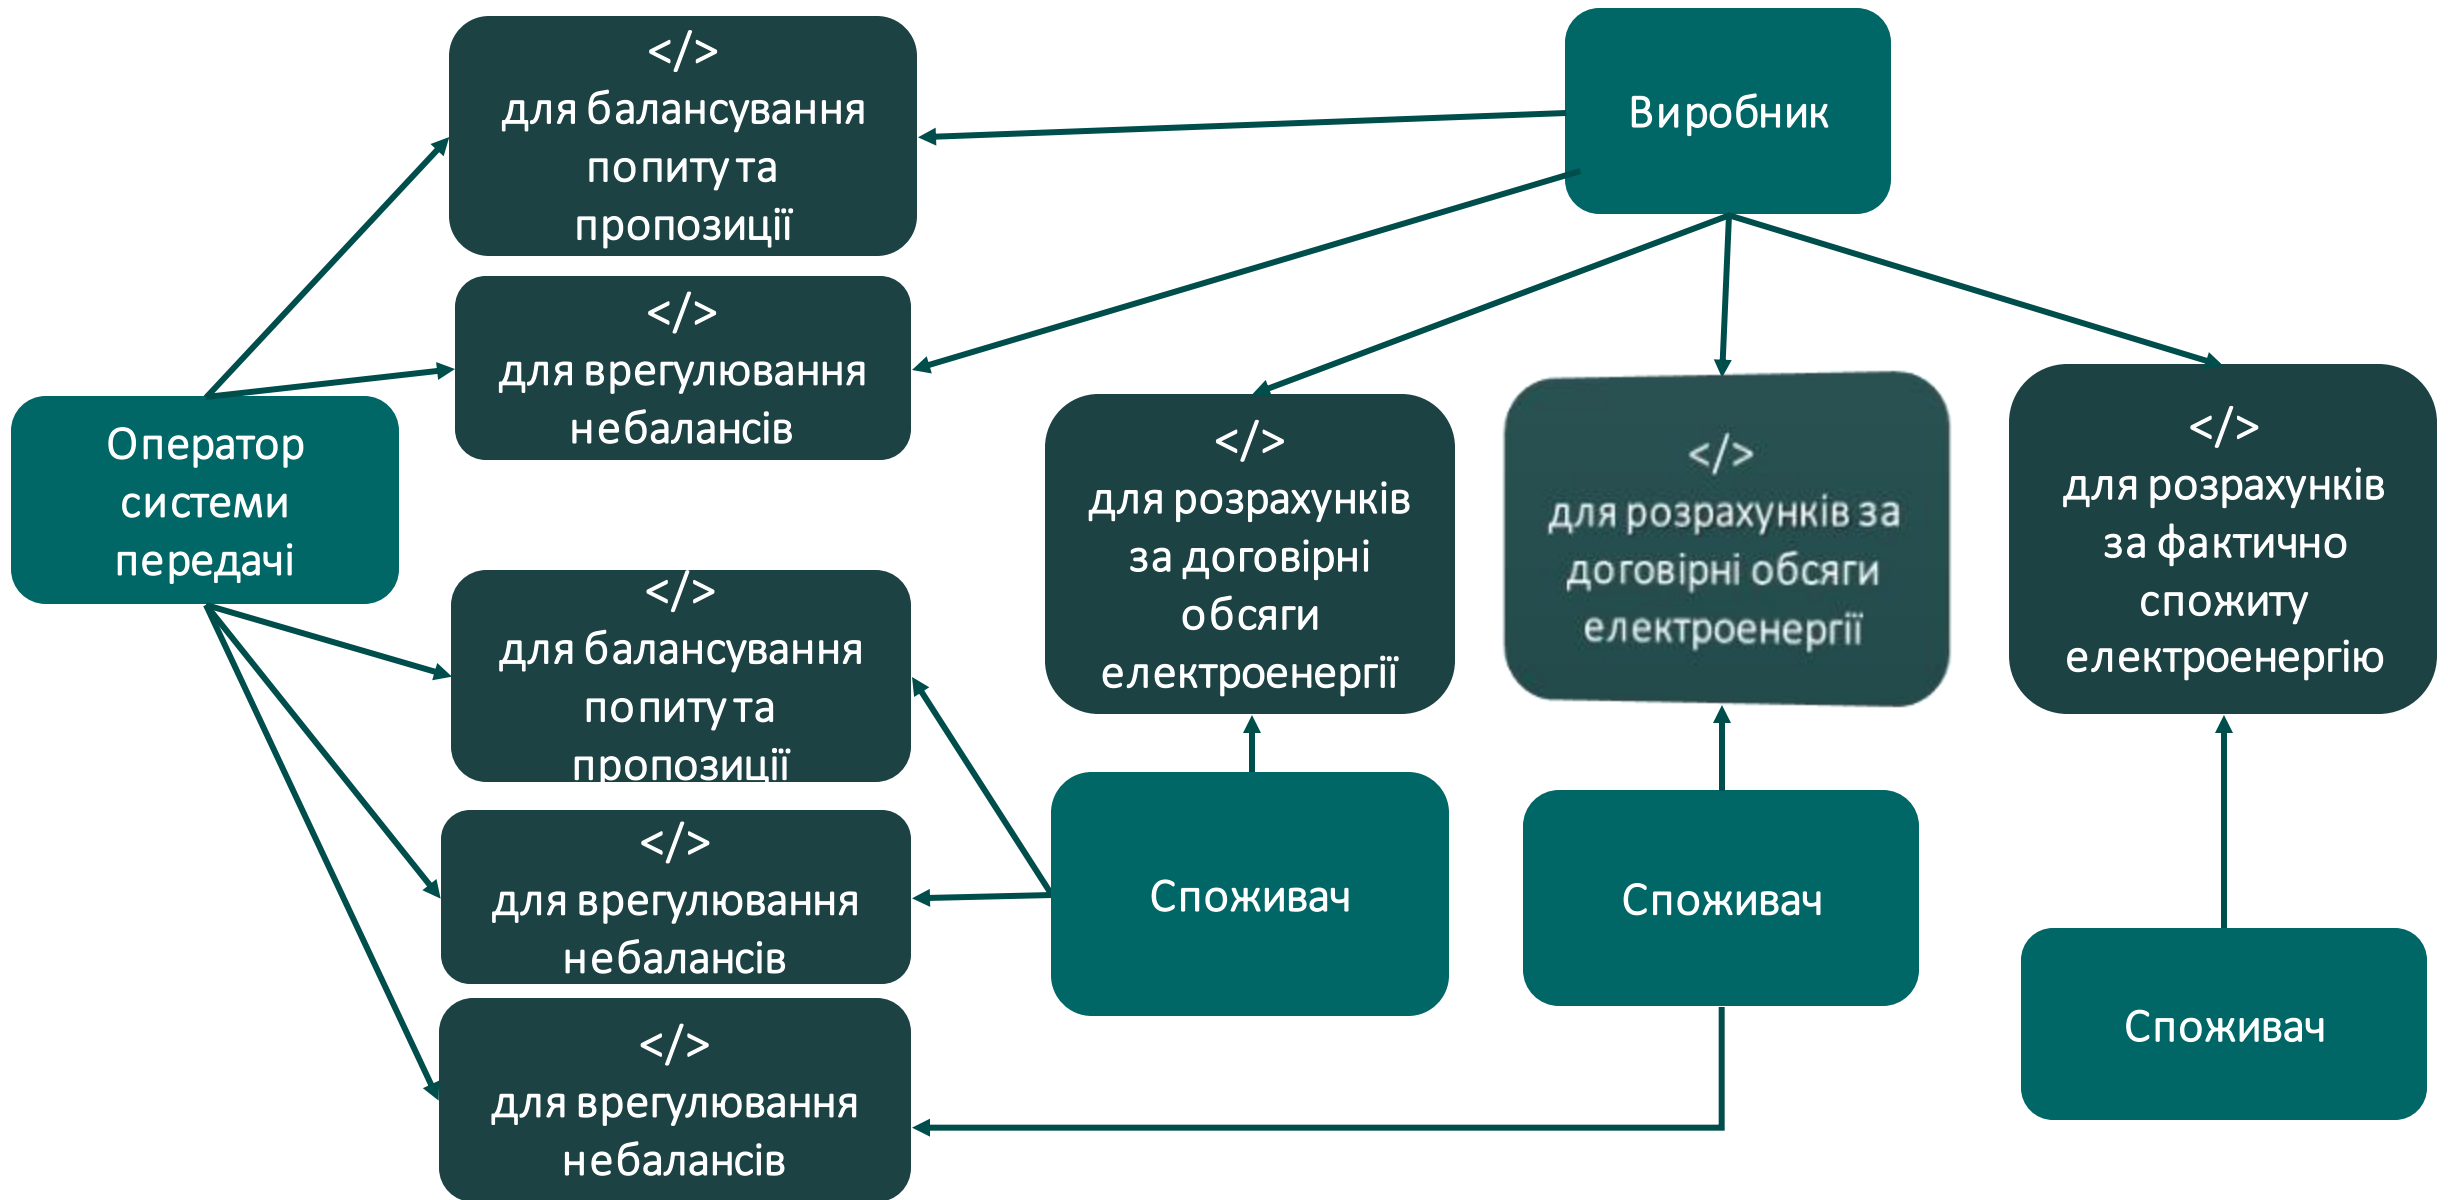 </>
для балансування
попиту та
пропозиції
Виробник
</>
для врегулювання
небалансів
Оператор
системи
передачі
</>
для розрахунків
за договірні
обсяги
електроенергії
</>
для розрахунків за
договірні обсяги
електроенергії
</>
для розрахунків
за фактично
спожиту
електроенергію
</>
для балансування
попиту та
пропозиції
</>
для врегулювання
небалансів
Споживач
Споживач
Споживач
</>
для врегулювання
небалансів